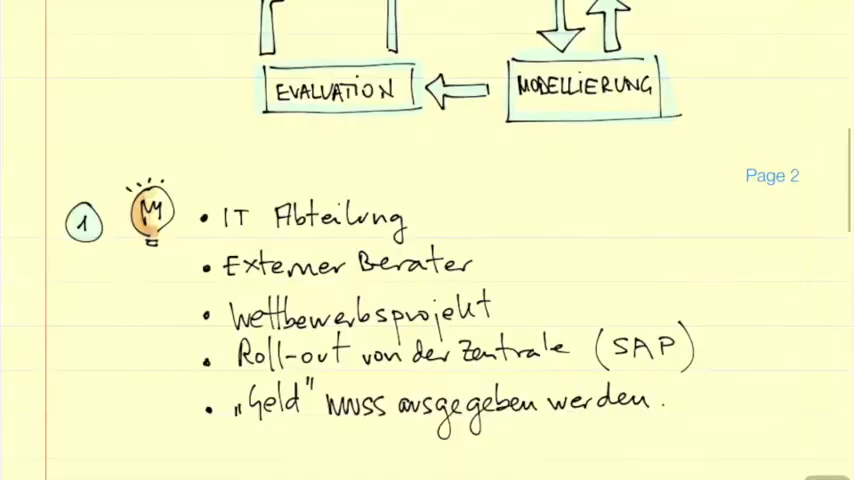 EVALUATION
MODELLIERUNG
Page 2
1
• IT Abteilung
• Externer Berater
• Wettbewerbsprojekt
• Roll-out von der Zentrale (SAP)
• „Geld" muss ausgegeben werden.